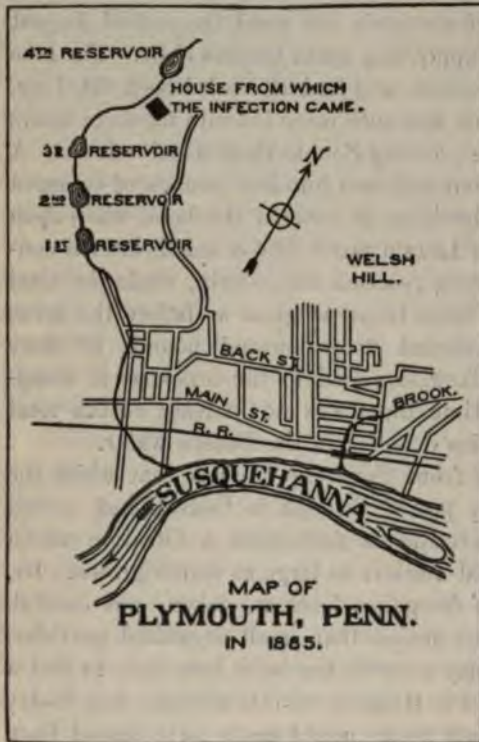 4TH RESERVOIR
HOUSE FROM WHICH
THE INFECTION CAME.
3R RESERVOIR
2ND RESERVOIR
1ST RESERVOIR
N
WELSH
HILL.
BACK ST.
MAIN ST.
BROOK.
R. R.
SUSQUEHANNA
MAP OF
PLYMOUTH, PENN.
IN 1885.